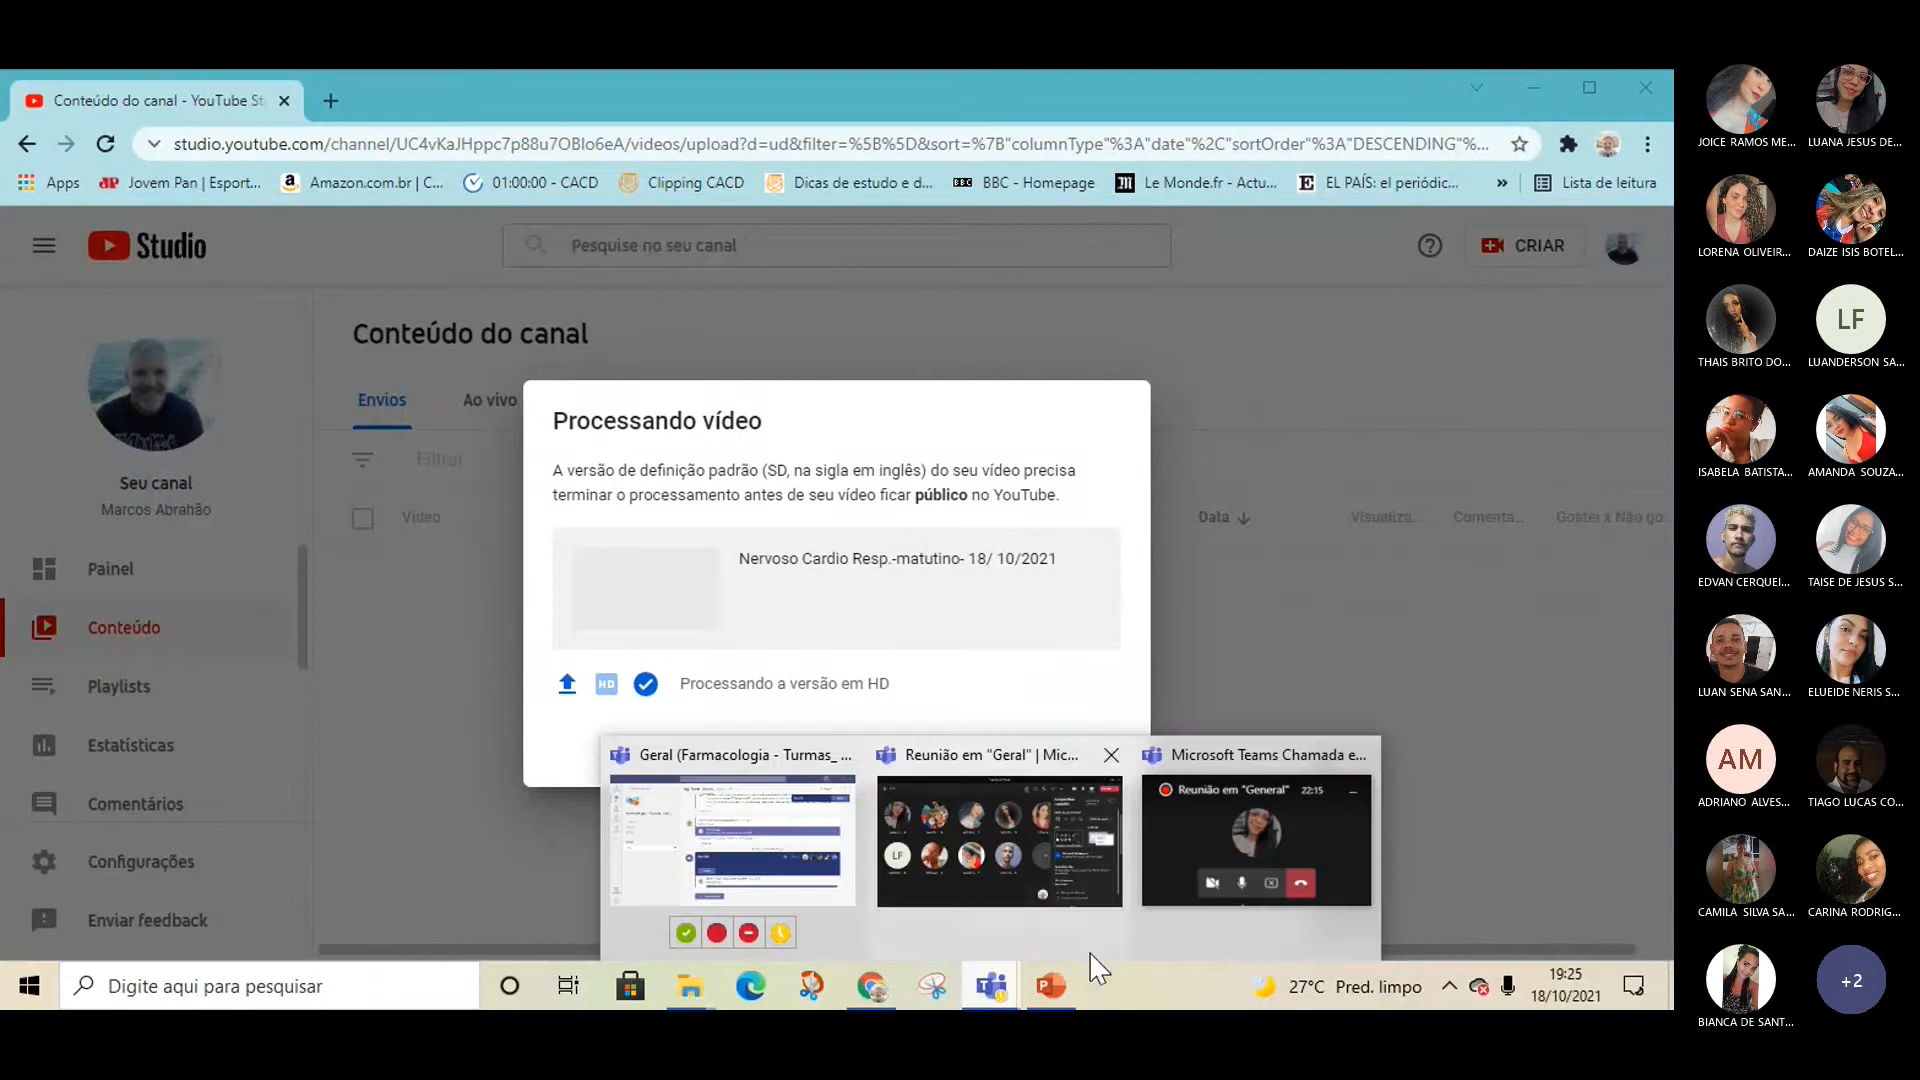 Conteúdo do canal - YouTube St
studio.youtube.com/channel/UC4vKaJHppc7p88u7OBlo6eA/videos/upload?d=ud&filter=%5B%5D&sort=%7B"columnType"%3A"date"%2C"sortOrder"%3A"DESCENDING"%...
Apps
Jovem Pan | Esport...
Amazon.com.br | C...
01:00:00 - CACD
Clipping CACD
Dicas de estudo e d...
BBC - Homepage
Le Monde.fr - Actu...
EL PAÍS: el periódic...
»
Lista de leitura
Studio
Pesquise no seu canal
CRIAR
Seu canal
Marcos Abrahão
Painel
Conteúdo
Playlists
Estatísticas
Comentários
Configurações
Enviar feedback
Conteúdo do canal
Envios
Ao vivo
Filtrar
Vídeo
Data
Visualiza...
Comenta...
Gostei x Não go...
Processando vídeo
A versão de definição padrão (SD, na sigla em inglês) do seu vídeo precisa
terminar o processamento antes de seu vídeo ficar público no YouTube.
Nervoso Cardio Resp.-matutino- 18/ 10/2021
HD
Processando a versão em HD
Geral (Farmacologia - Turmas_ ...
Reunião em "Geral" | Mic...
LF
Microsoft Teams Chamada e...
Reunião em "General"
22:15
Digite aqui para pesquisar
27°C Pred. limpo
19:25
18/10/2021
JOICE RAMOS ME...
LUANA JESUS DE...
LORENA OLIVEIR...
DAIZE ISIS BOTEL...
THAIS BRITO DO...
LF
LUANDERSON SA...
ISABELA BATISTA...
AMANDA SOUZA...
EDVAN CERQUEI...
TAISE DE JESUS S...
LUAN SENA SAN...
ELUEIDE NERIS S...
AM
ADRIANO ALVES...
TIAGO LUCAS CO...
CAMILA SILVA SA...
CARINA RODRIG...
BIANCA DE SANT...
+2